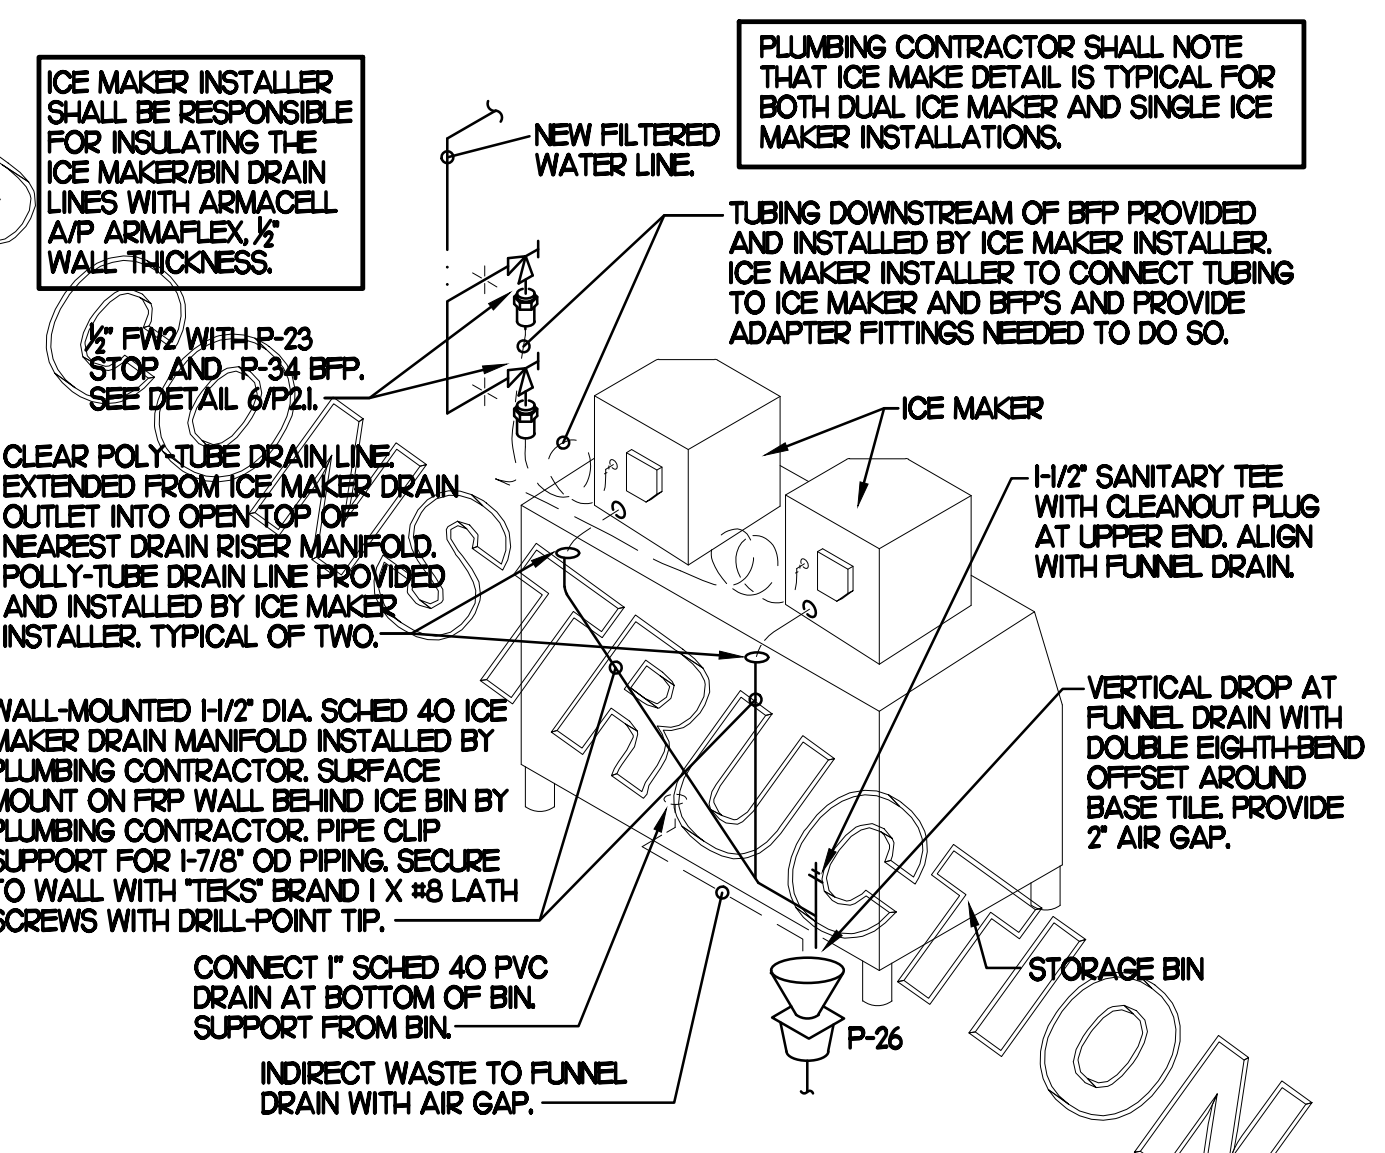 ICE MAKER INSTALLER
SHALL BE RESPONSIBLE
FOR INSULATING THE
ICE MAKER/BIN DRAIN
LINES WITH ARMACELL
A/P ARMAFLEX, ½"
WALL THICKNESS.
PLUMBING CONTRACTOR SHALL NOTE
THAT ICE MAKE DETAIL IS TYPICAL FOR
BOTH DUAL ICE MAKER AND SINGLE ICE
MAKER INSTALLATIONS.
NEW FILTERED
WATER LINE.
TUBING DOWNSTREAM OF BFP PROVIDED
AND INSTALLED BY ICE MAKER INSTALLER.
ICE MAKER INSTALLER TO CONNECT TUBING
TO ICE MAKER AND BFP'S AND PROVIDE
ADAPTER FITTINGS NEEDED TO DO SO.
½" FW2 WITH P-23
STOP AND P-34 BFP.
SEE DETAIL 6/P2.1.
ICE MAKER
CLEAR POLY-TUBE DRAIN LINE.
EXTENDED FROM ICE MAKER DRAIN
OUTLET INTO OPEN TOP OF
NEAREST DRAIN RISER MANIFOLD.
POLLY-TUBE DRAIN LINE PROVIDED
AND INSTALLED BY ICE MAKER
INSTALLER. TYPICAL OF TWO.
1-1/2" SANITARY TEE
WITH CLEANOUT PLUG
AT UPPER END. ALIGN
WITH FUNNEL DRAIN.
WALL-MOUNTED 1-1/2" DIA. SCHED 40 ICE
MAKER DRAIN MANIFOLD INSTALLED BY
PLUMBING CONTRACTOR. SURFACE
MOUNT ON FRP WALL BEHIND ICE BIN BY
PLUMBING CONTRACTOR. PIPE CLIP
SUPPORT FOR 1-7/8" OD PIPING. SECURE
TO WALL WITH "TEKS" BRAND 1 X #8 LATH
SCREWS WITH DRILL-POINT TIP.
VERTICAL DROP AT
FUNNEL DRAIN WITH
DOUBLE EIGHTH-BEND
OFFSET AROUND
BASE TILE. PROVIDE
2" AIR GAP.
CONNECT 1" SCHED 40 PVC
DRAIN AT BOTTOM OF BIN.
SUPPORT FROM BIN.
STORAGE BIN
P-26
INDIRECT WASTE TO FUNNEL
DRAIN WITH AIR GAP.
CONSTRUCTION